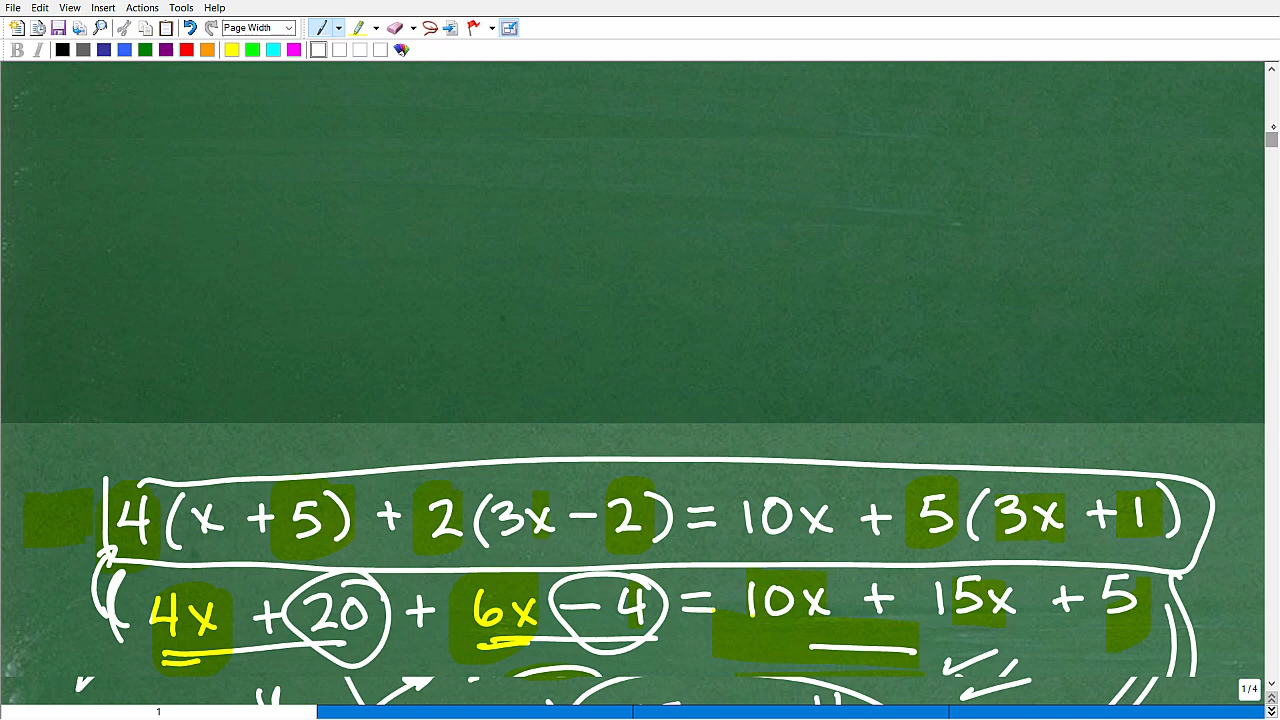 File Edit View Insert Actions Tools Help
Page Width
B I
4(x + 5) + 2(3x - 2) = 10x + 5(3x + 1)
4x + 20 + 6x - 4 = 10x + 15x + 5
1/4
1